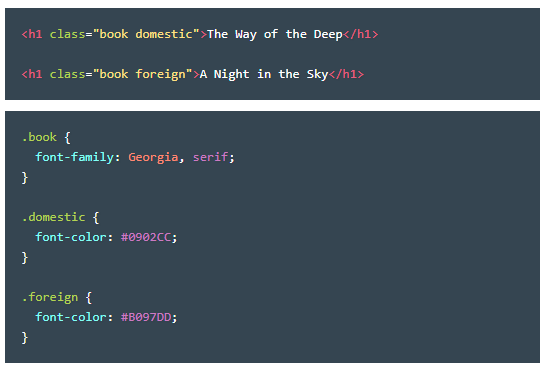 <h1 class="book domestic">The Way of the Deep</h1>
<h1 class="book foreign">A Night in the Sky</h1>
.book {
  font-family: Georgia, serif;
}
.domestic {
  font-color: #0902CC;
}
.foreign {
  font-color: #B097DD;
}